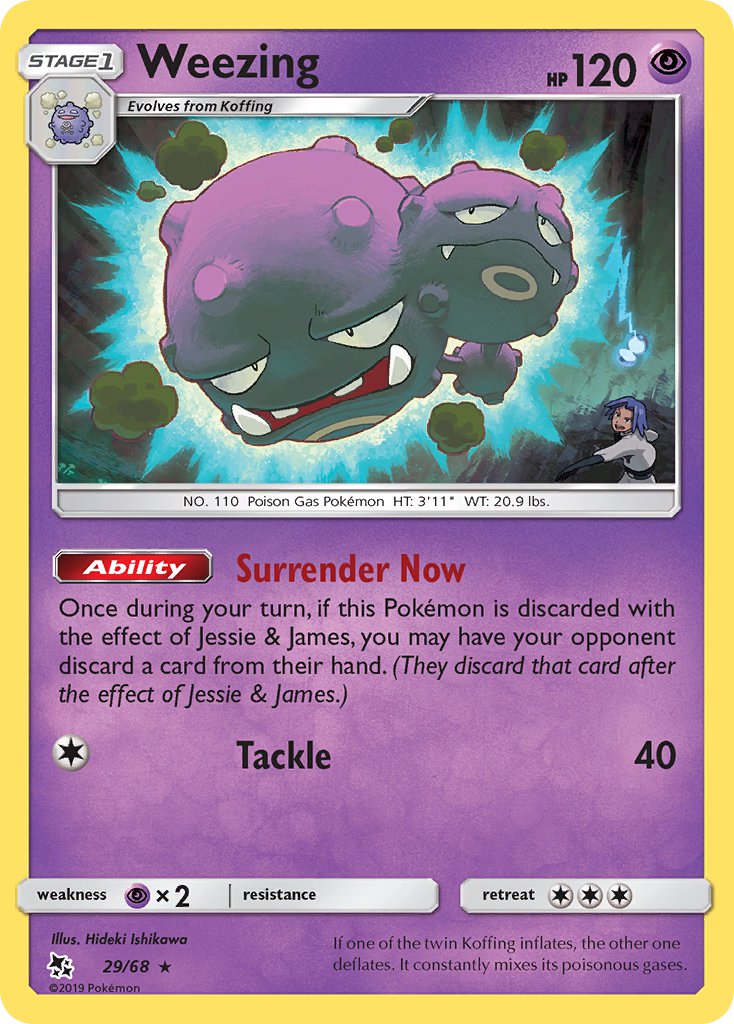 STAGE1
Weezing
HP 120
Evolves from Koffing
NO. 110 Poison Gas Pokémon HT: 3'11" WT: 20.9 lbs.
Ability Surrender Now
Once during your turn, if this Pokémon is discarded with
the effect of Jessie & James, you may have your opponent
discard a card from their hand. (They discard that card after
the effect of Jessie & James.)
Tackle 40
weakness × 2 resistance retreat
Illus. Hideki Ishikawa
29/68 ★
©2019 Pokémon
If one of the twin Koffing inflates, the other one
deflates. It constantly mixes its poisonous gases.